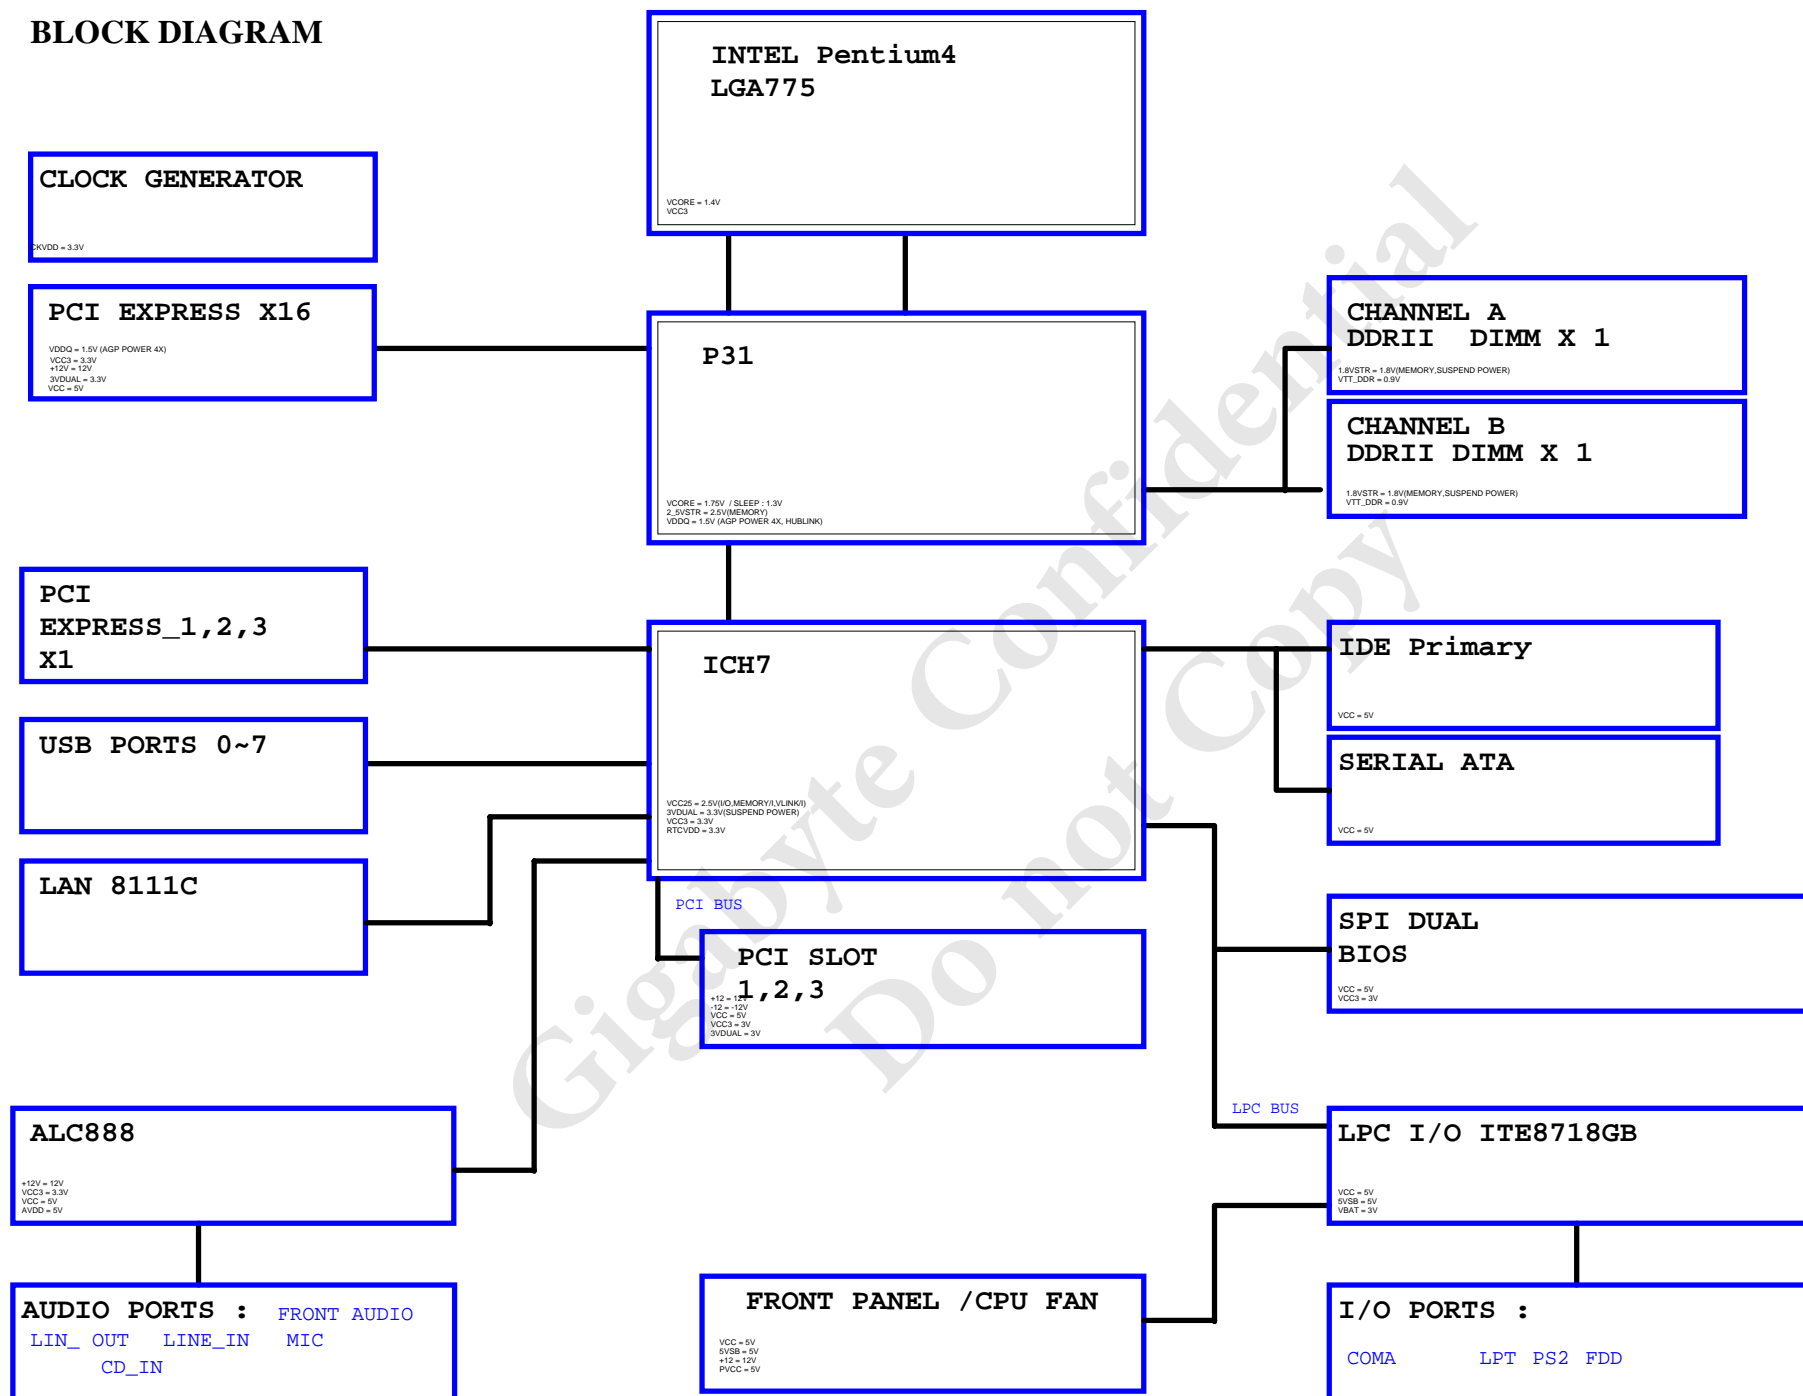 BLOCK DIAGRAM
INTEL Pentium4
LGA775
VCORE = 1.4V
VCC3
CLOCK GENERATOR
CKVDD = 3.3V
PCI EXPRESS X16
VDDQ = 1.5V (AGP POWER 4X)
VCC3 = 3.3V
+12V = 12V
3VDUAL = 3.3V
VCC = 5V
P31
VCORE = 1.75V / SLEEP : 1.3V
2_5VSTR = 2.5V(MEMORY)
VDDQ = 1.5V (AGP POWER 4X, HUBLINK)
CHANNEL A
DDRII DIMM X 1
1.8VSTR = 1.8V(MEMORY,SUSPEND POWER)
VTT_DDR = 0.9V
CHANNEL B
DDRII DIMM X 1
1.8VSTR = 1.8V(MEMORY,SUSPEND POWER)
VTT_DDR = 0.9V
PCI
EXPRESS_1,2,3
X1
USB PORTS 0~7
LAN 8111C
ICH7
VCC25 = 2.5V(I/O,MEMORY/I,VLINK/I)
3VDUAL = 3.3V(SUSPEND POWER)
VCC3 = 3.3V
RTCVDD = 3.3V
IDE Primary
VCC = 5V
SERIAL ATA
VCC = 5V
PCI BUS
PCI SLOT
1,2,3
+12 = 12V
-12 = -12V
VCC = 5V
VCC3 = 3V
3VDUAL = 3V
SPI DUAL
BIOS
VCC = 5V
VCC3 = 3V
LPC BUS
LPC I/O ITE8718GB
VCC = 5V
5VSB = 5V
VBAT = 3V
ALC888
+12V = 12V
VCC3 = 3.3V
VCC = 5V
AVDD = 5V
AUDIO PORTS : FRONT AUDIO
LIN_ OUT LINE_IN MIC
CD_IN
FRONT PANEL /CPU FAN
VCC = 5V
5VSB = 5V
+12 = 12V
PVCC = 5V
I/O PORTS :
COMA LPT PS2 FDD
Gigabyte Confidential
Do not Copy